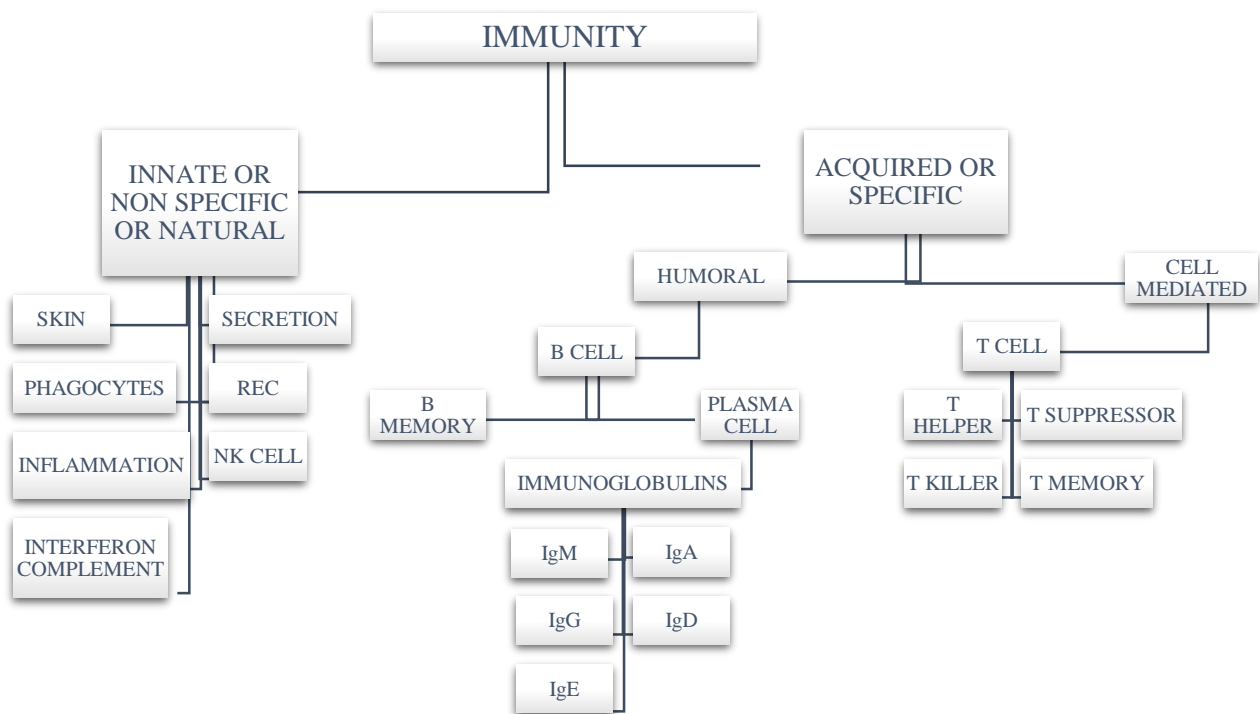 IMMUNITY
INNATE OR
NON SPECIFIC
OR NATURAL
ACQUIRED OR
SPECIFIC
SKIN
SECRETION
PHAGOCYTES
REC
INFLAMMATION
NK CELL
INTERFERON
COMPLEMENT
HUMORAL
CELL
MEDIATED
B CELL
B
MEMORY
PLASMA
CELL
IMMUNOGLOBULINS
IgM
IgA
IgG
IgD
IgE
T CELL
T
HELPER
T SUPPRESSOR
T KILLER
T MEMORY